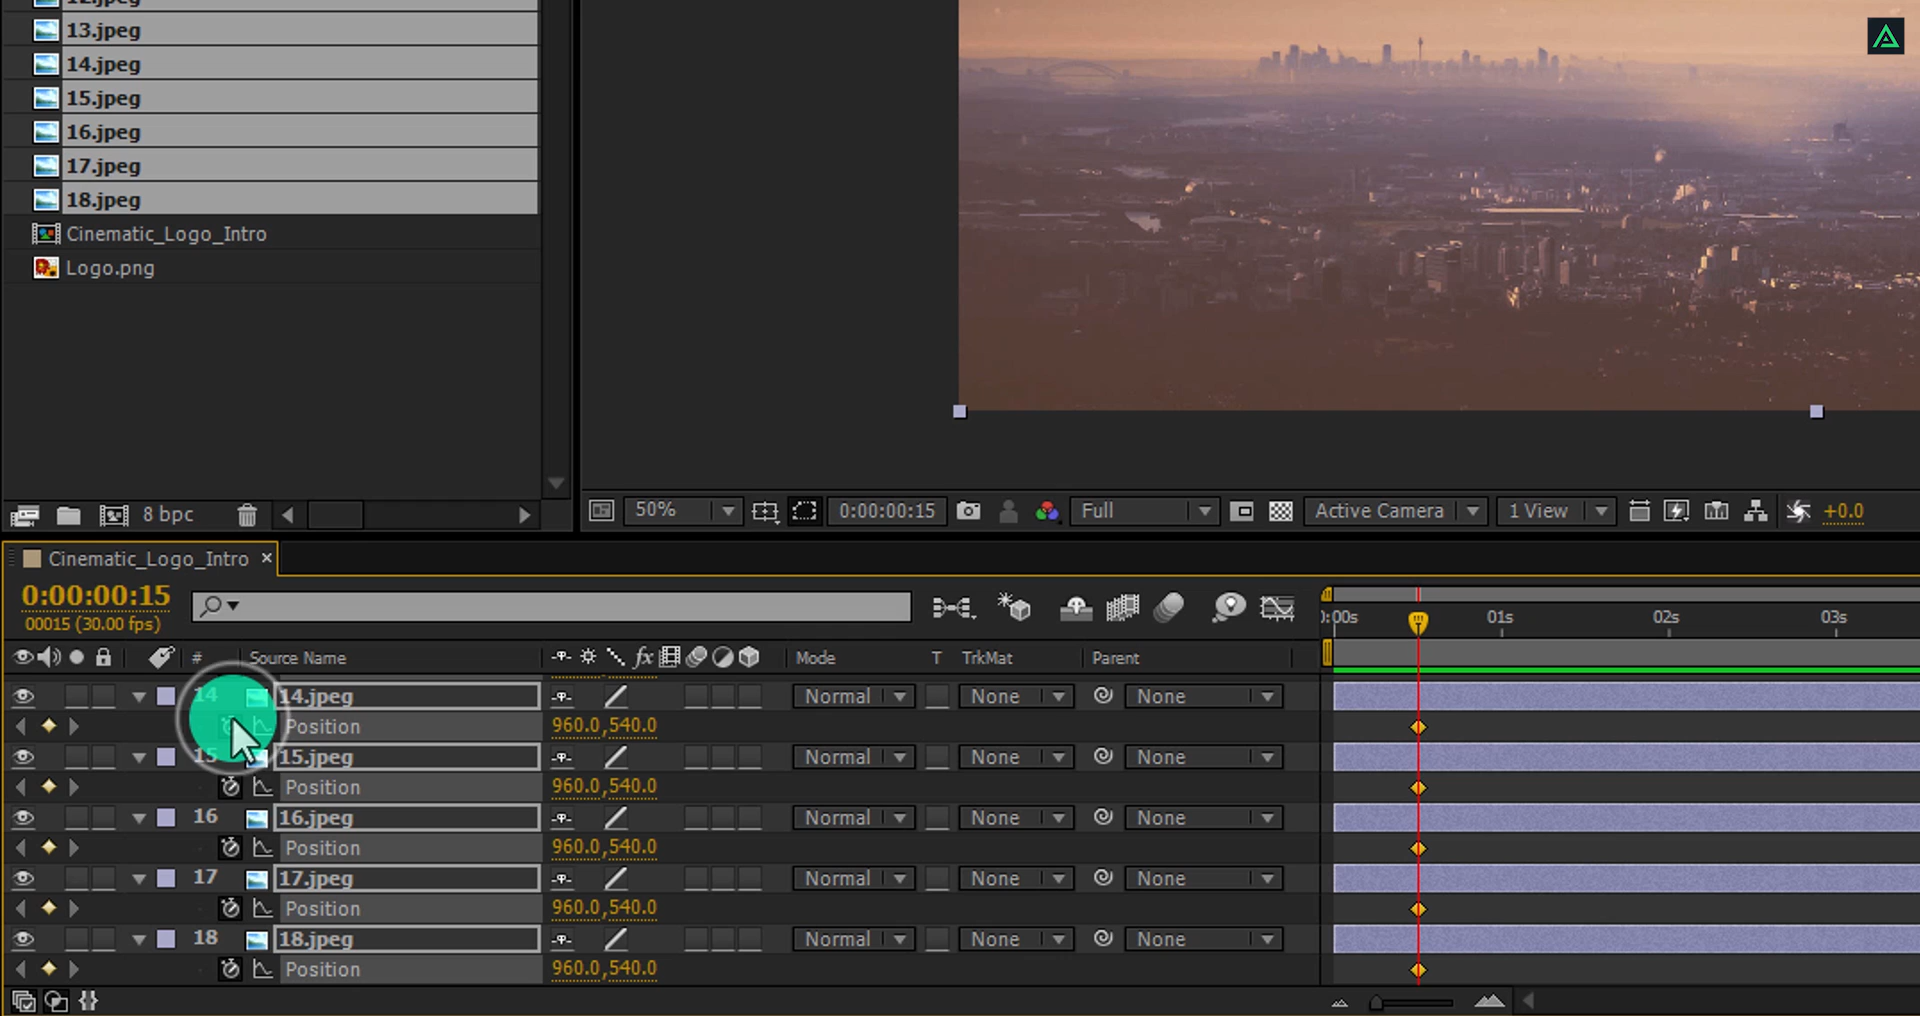 12.jpeg
13.jpeg
14.jpeg
15.jpeg
16.jpeg
17.jpeg
18.jpeg
Cinematic_Logo_Intro
Logo.png
8 bpc
50%
0:00:00:15
Full
Active Camera
1 View
+0.0
Cinematic_Logo_Intro ×
0:00:00:15
00015 (30.00 fps)
0:00s 01s 02s 03s
# Source Name fx Mode T TrkMat Parent
14 14.jpeg Normal None None
Position 960.0,540.0
15 15.jpeg Normal None None
Position 960.0,540.0
16 16.jpeg Normal None None
Position 960.0,540.0
17 17.jpeg Normal None None
Position 960.0,540.0
18 18.jpeg Normal None None
Position 960.0,540.0